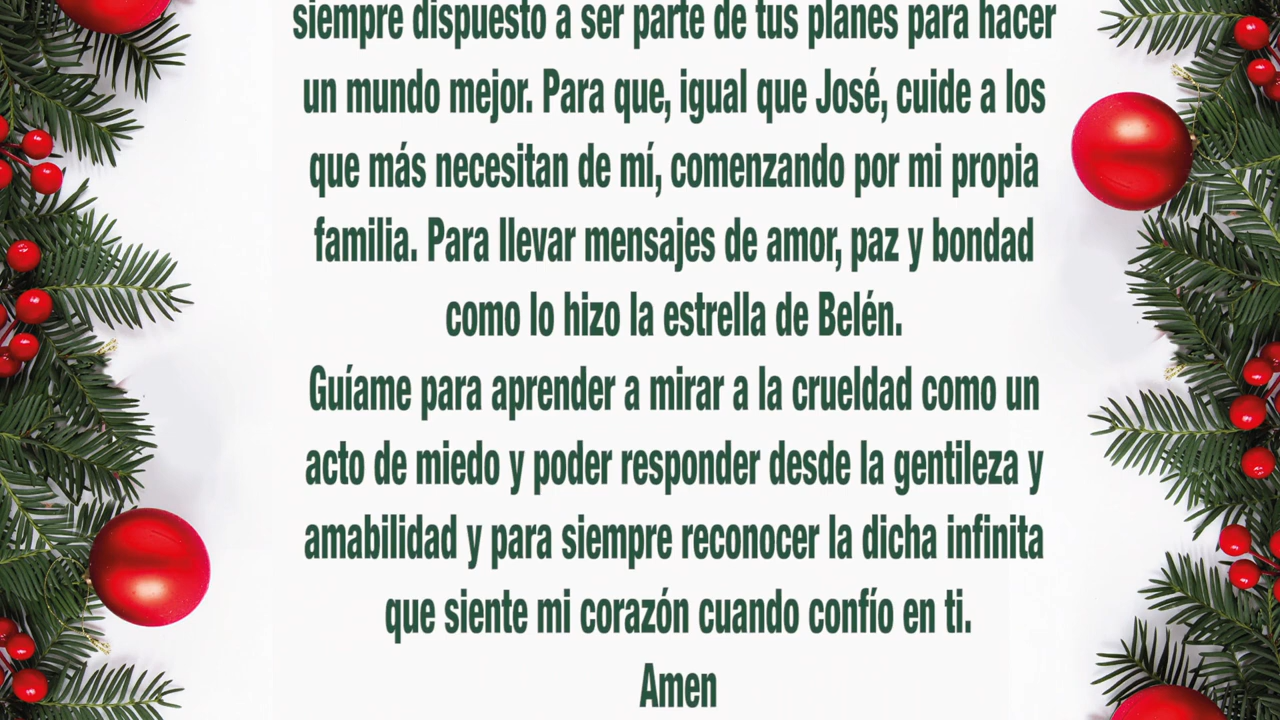 siempre dispuesto a ser parte de tus planes para hacer
un mundo mejor. Para que, igual que José, cuide a los
que más necesitan de mí, comenzando por mi propia
familia. Para llevar mensajes de amor, paz y bondad
como lo hizo la estrella de Belén.
Guíame para aprender a mirar a la crueldad como un
acto de miedo y poder responder desde la gentileza y
amabilidad y para siempre reconocer la dicha infinita
que siente mi corazón cuando confío en ti.
Amen